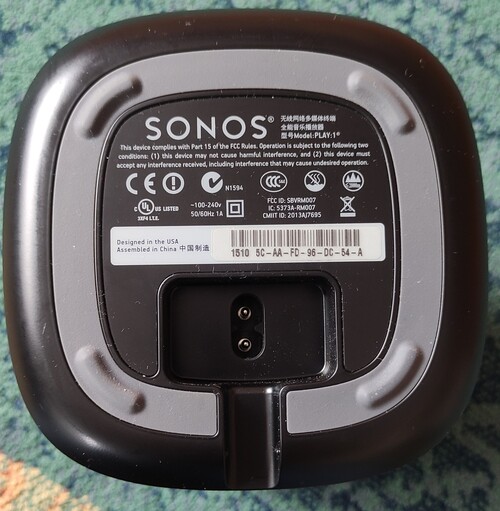 SONOS®
无线网络多媒体终端
全能音乐播放器
型号Model:PLAY:1®
This device complies with Part 15 of the FCC Rules. Operation is subject to the following two
conditions: (1) this device may not cause harmful interference, and (2) this device must
accept any interference received, including interference that may cause undesired operation.
CE
N1594
CCC
UL US LISTED
~100-240v
50/60Hz 1A
FCC ID: SBVRM007
IC: 5373A-RM007
CMIIT ID: 2013AJ7695
Designed in the USA
Assembled in China 中国制造
1510 5C-AA-FD-96-DC-54-A